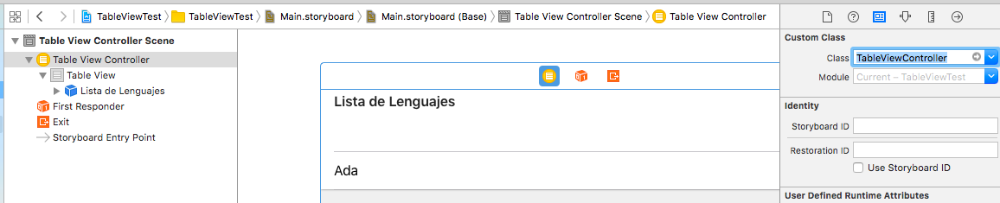 TableViewTest TableViewTest Main.storyboard Main.storyboard (Base) Table View Controller Scene Table View Controller
Table View Controller Scene
Table View Controller
Table View
Lista de Lenguajes
First Responder
Exit
Storyboard Entry Point
Lista de Lenguajes
Ada
Custom Class
Class TableViewController
Module Current – TableViewTest
Identity
Storyboard ID
Restoration ID
Use Storyboard ID
User Defined Runtime Attributes